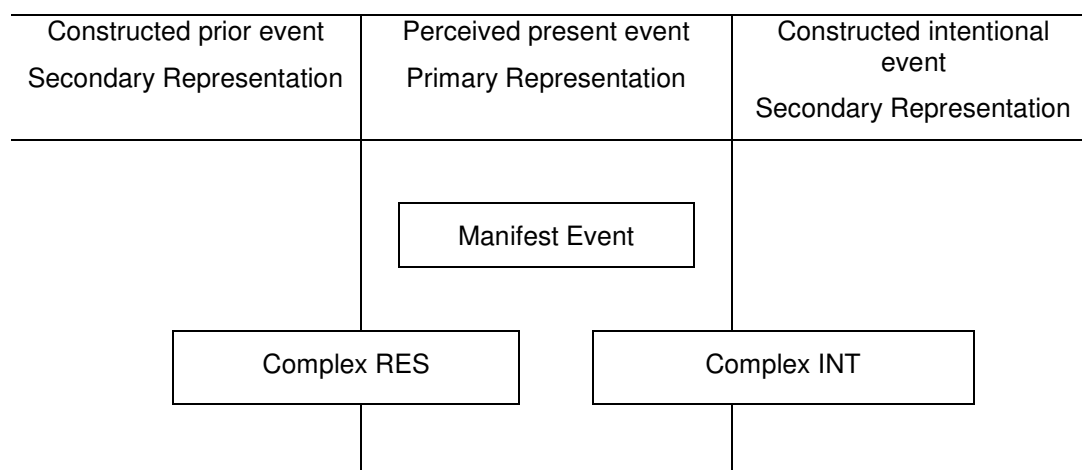 Constructed prior event
Secondary Representation
Perceived present event
Primary Representation
Constructed intentional
event
Secondary Representation
Manifest Event
Complex RES
Complex INT